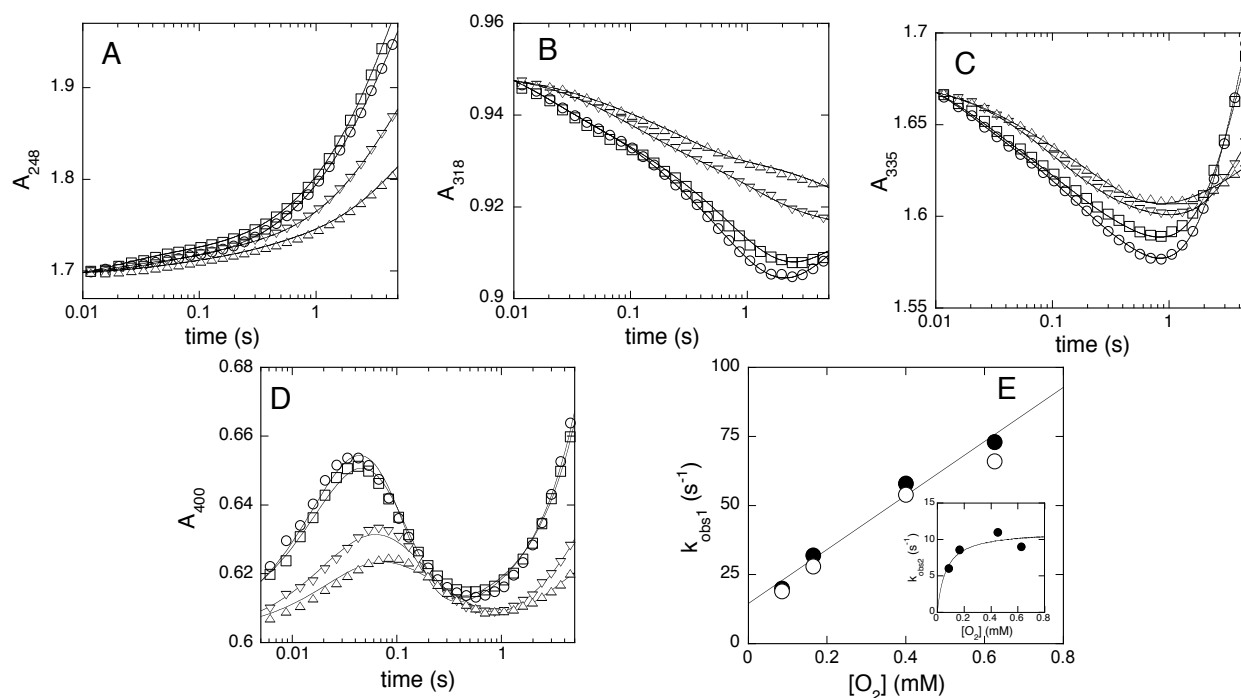 A
A248
1.9
1.8
1.7
0.01
0.1
1
time (s)
B
A318
0.96
0.94
0.92
0.9
0.01
0.1
1
time (s)
C
A335
1.65
1.6
1.55
0.01
0.1
1
time (s)
D
A400
0.68
0.66
0.64
0.62
0.6
0.01
0.1
1
time (s)
E
kobs1 (s-1)
100
75
50
25
0
0
0.2
0.4
0.6
0.8
[O2] (mM)
kobs2 (s-1)
15
10
5
0
0
0.2
0.4
0.6
0.8
[O2] (mM)